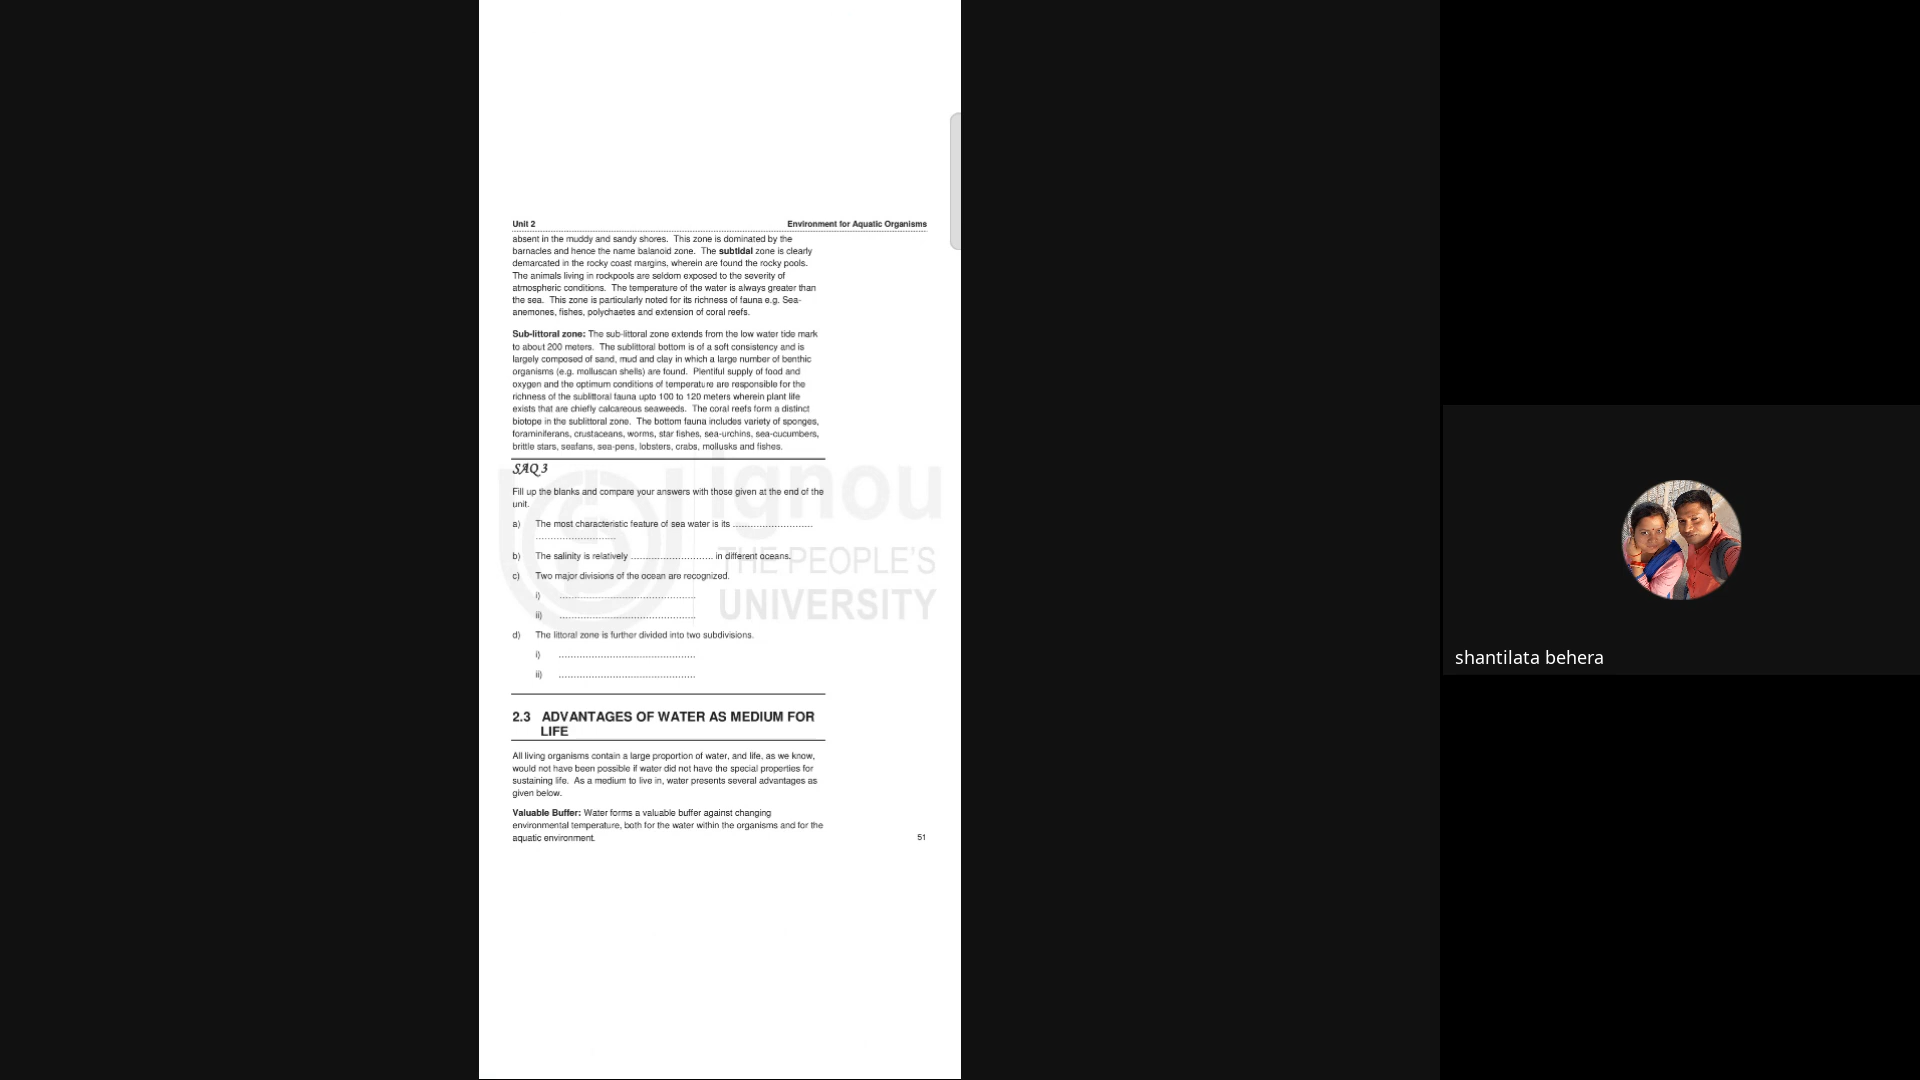 Unit 2
Environment for Aquatic Organisms
absent in the muddy and sandy shores. This zone is dominated by the
barnacles and hence the name balanoid zone. The subtidal zone is clearly
demarcated in the rocky coast margins, wherein are found the rocky pools.
The animals living in rockpools are seldom exposed to the severity of
atmospheric conditions. The temperature of the water is always greater than
the sea. This zone is particularly noted for its richness of fauna e.g. Sea-
anemones, fishes, polychaetes and extension of coral reefs.
Sub-littoral zone: The sub-littoral zone extends from the low water tide mark
to about 200 meters. The sublittoral bottom is of a soft consistency and is
largely composed of sand, mud and clay in which a large number of benthic
organisms (e.g. molluscan shells) are found. Plentiful supply of food and
oxygen and the optimum conditions of temperature are responsible for the
richness of the sublittoral fauna upto 100 to 120 meters wherein plant life
exists that are chiefly calcareous seaweeds. The coral reefs form a distinct
biotope in the sublittoral zone. The bottom fauna includes variety of sponges,
foraminiferans, crustaceans, worms, star fishes, sea-urchins, sea-cucumbers,
brittle stars, seafans, sea-pens, lobsters, crabs, mollusks and fishes.
SAQ 3
Fill up the blanks and compare your answers with those given at the end of the
unit.
a) The most characteristic feature of sea water is its ...........................
...........................
b) The salinity is relatively ............................ in different oceans.
c) Two major divisions of the ocean are recognized.
i) ..............................................
ii) ..............................................
d) The littoral zone is further divided into two subdivisions.
i) ..............................................
ii) ..............................................
ignou
THE PEOPLE'S
UNIVERSITY
2.3 ADVANTAGES OF WATER AS MEDIUM FOR
LIFE
All living organisms contain a large proportion of water, and life, as we know,
would not have been possible if water did not have the special properties for
sustaining life. As a medium to live in, water presents several advantages as
given below.
Valuable Buffer: Water forms a valuable buffer against changing
environmental temperature, both for the water within the organisms and for the
aquatic environment.
51
shantilata behera